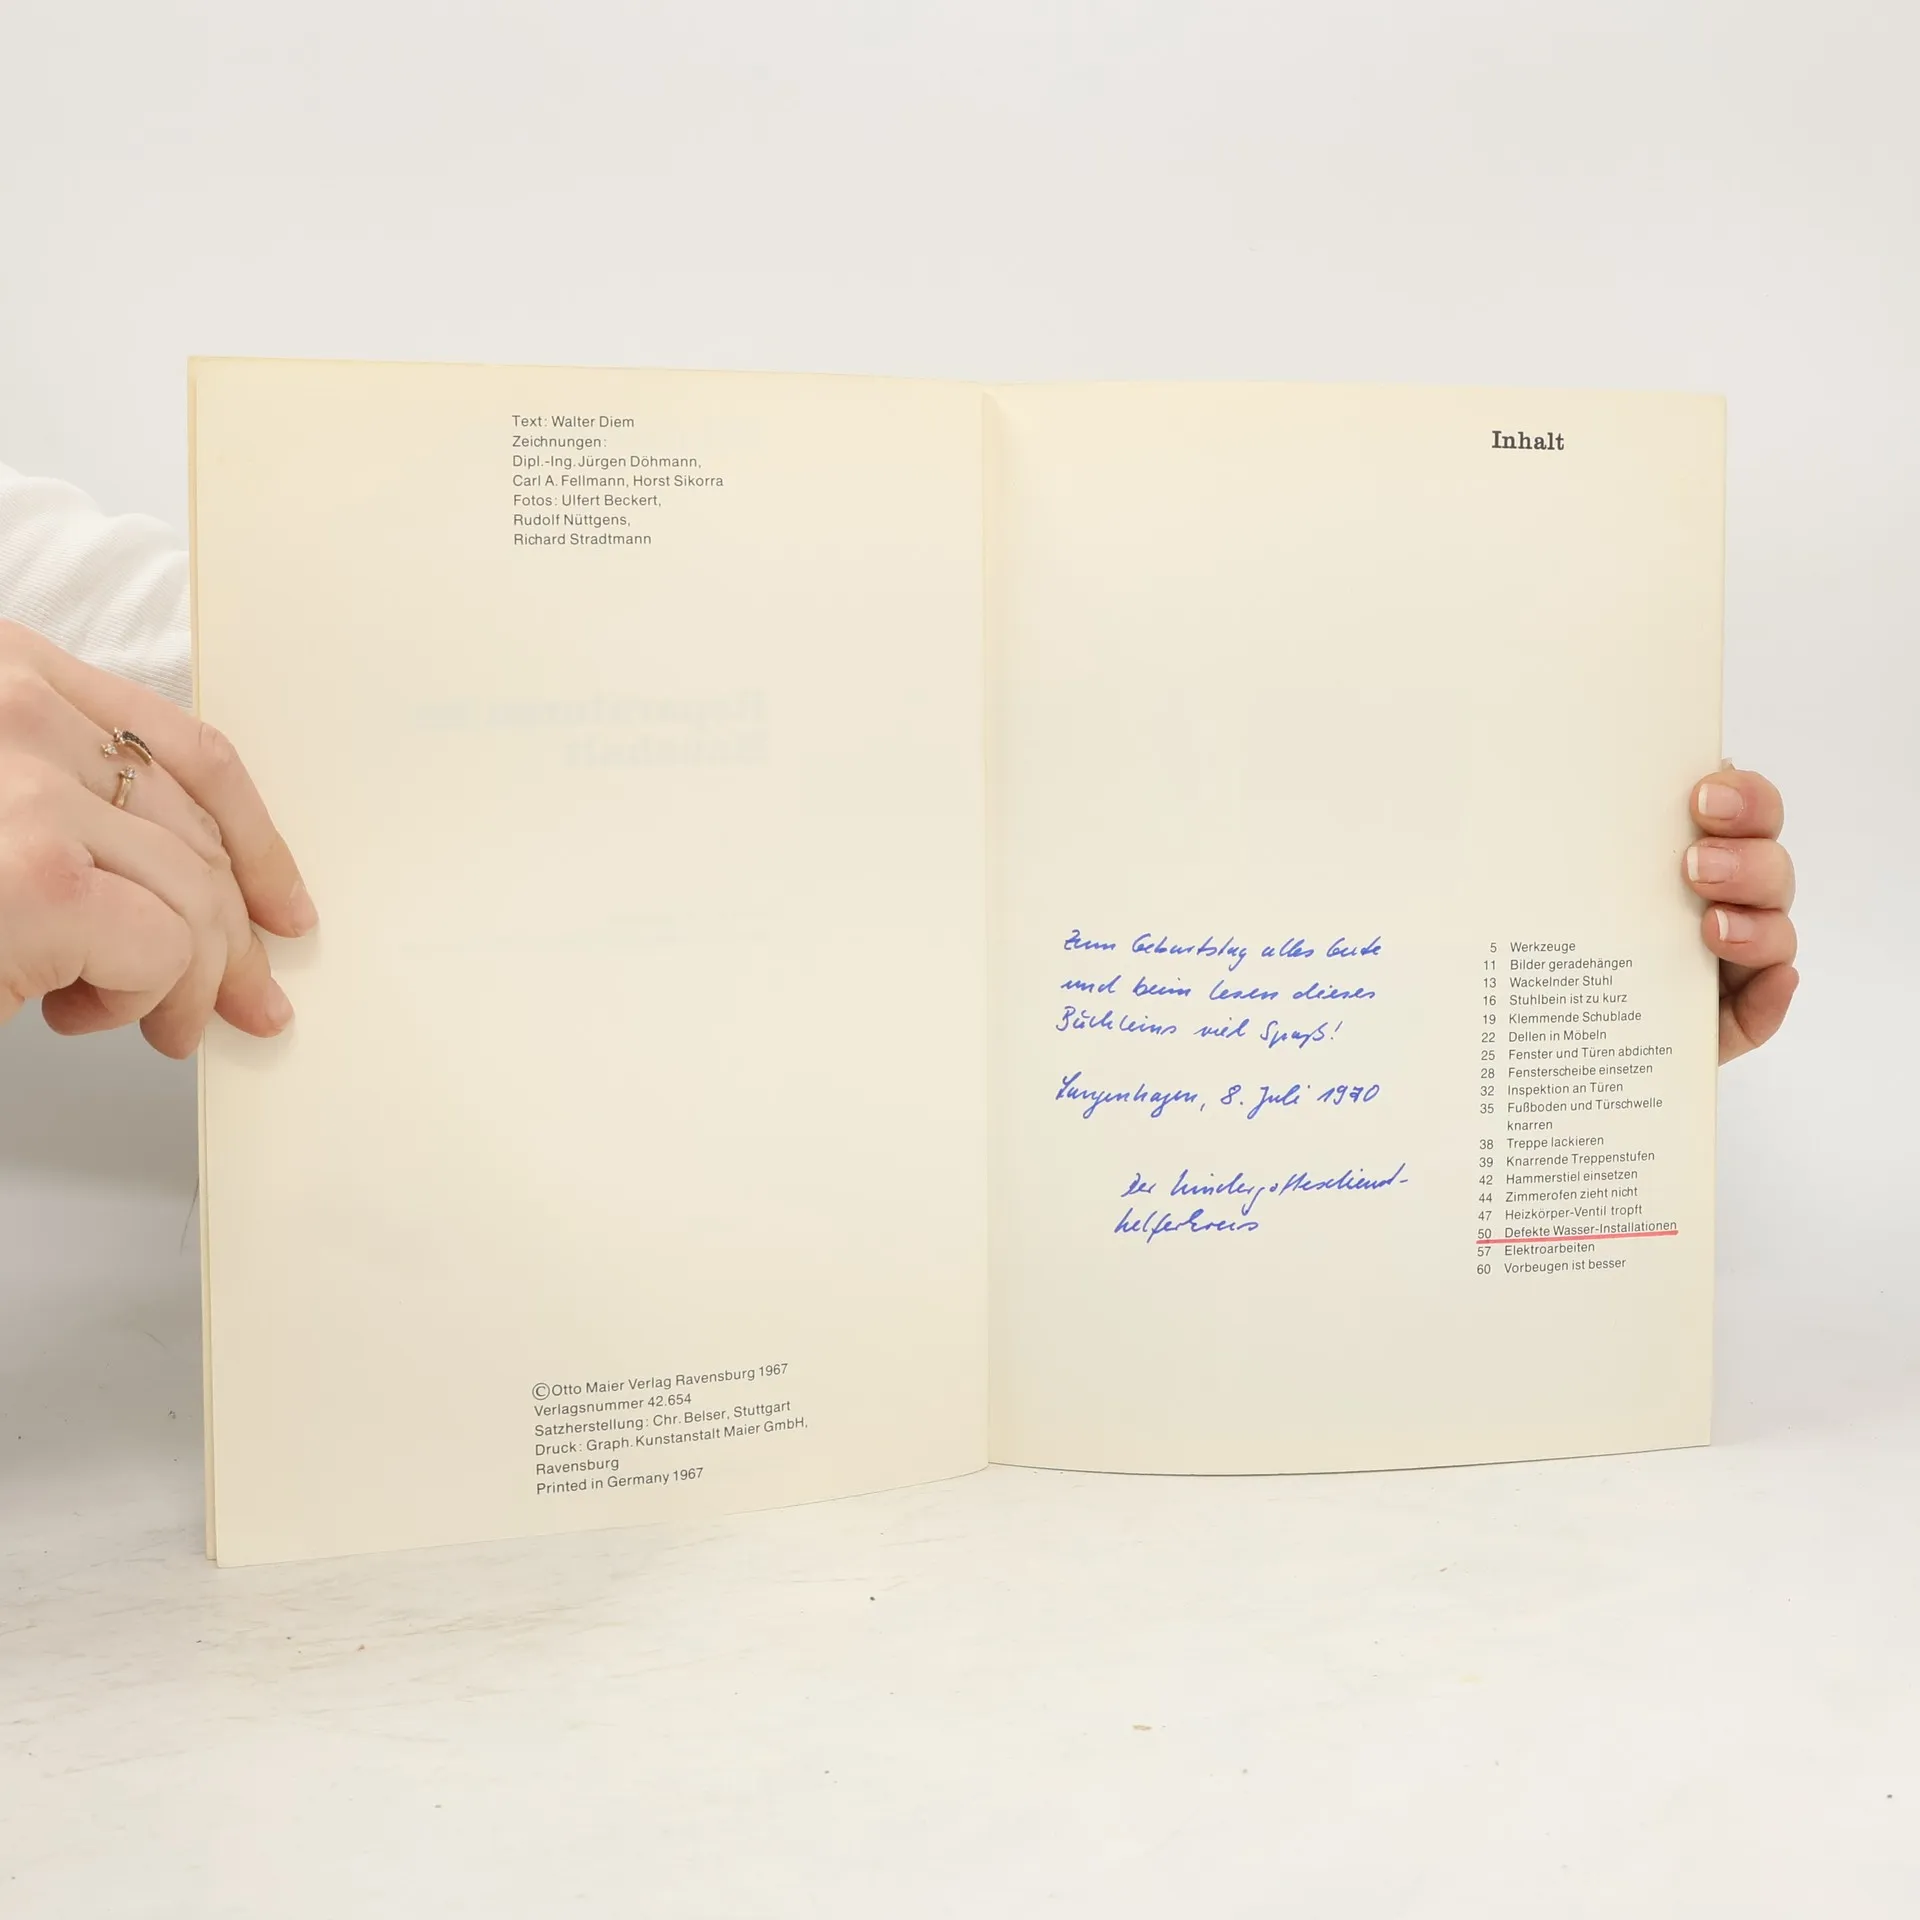 Text: Walter Diem
Zeichnungen:
Dipl.-Ing. Jürgen Döhmann,
Carl A. Fellmann, Horst Sikorra
Fotos: Ulfert Beckert,
Rudolf Nüttgens,
Richard Stradtmann
©Otto Maier Verlag Ravensburg 1967
Verlagsnummer 42.654
Satzherstellung: Chr. Belser, Stuttgart
Druck: Graph. Kunstanstalt Maier GmbH,
Ravensburg
Printed in Germany 1967
Inhalt
Zum Geburtstag alles Gute
und beim lesen dieses
Büchleins viel Spaß!
Langenhagen, 8. Juli 1970
Der Kindergottesdienst-
helferkreis
5 Werkzeuge
11 Bilder geradehängen
13 Wackelnder Stuhl
16 Stuhlbein ist zu kurz
19 Klemmende Schublade
22 Dellen in Möbeln
25 Fenster und Türen abdichten
28 Fensterscheibe einsetzen
32 Inspektion an Türen
35 Fußboden und Türschwelle
knarren
38 Treppe lackieren
39 Knarrende Treppenstufen
42 Hammerstiel einsetzen
44 Zimmerofen zieht nicht
47 Heizkörper-Ventil tropft
50 Defekte Wasser-Installationen
57 Elektroarbeiten
60 Vorbeugen ist besser